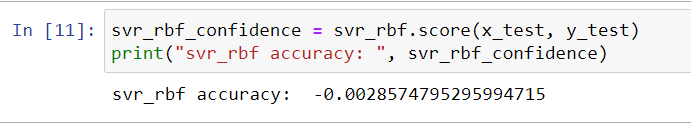 In [11]: svr_rbf_confidence = svr_rbf.score(x_test, y_test)
print("svr_rbf accuracy: ", svr_rbf_confidence)
svr_rbf accuracy:  -0.0028574795295994715